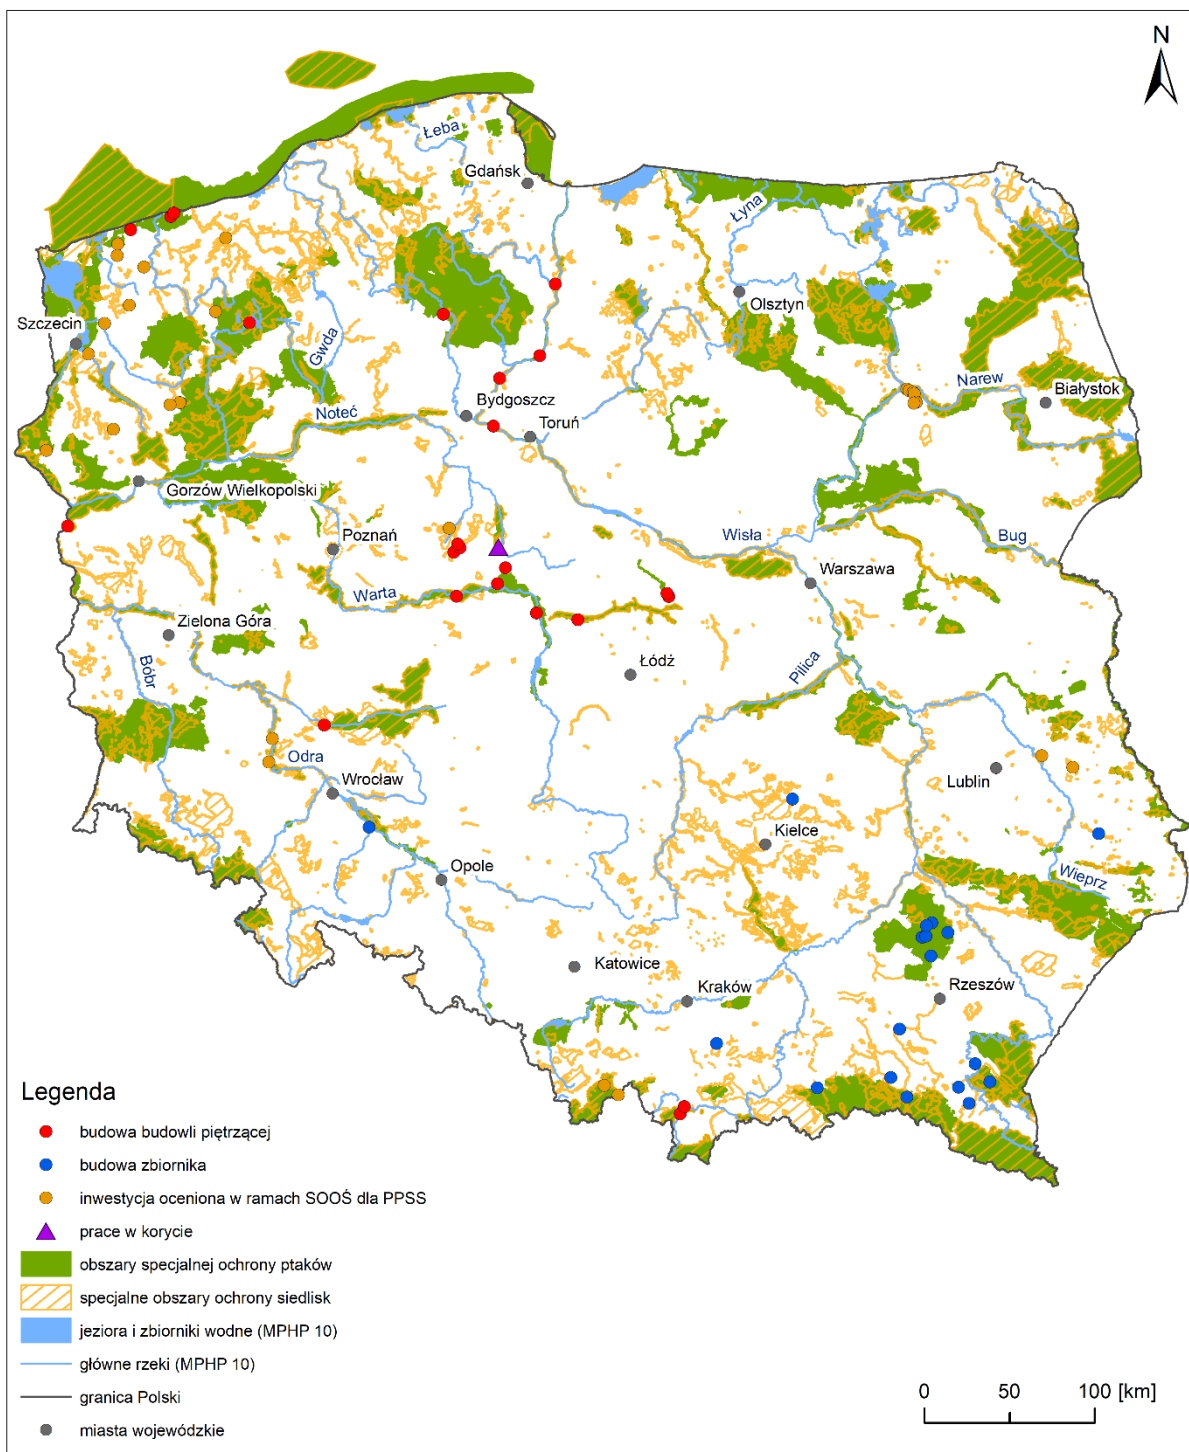 N
Łeba
Gdańsk
Łyna
Olsztyn
Szczecin
Gwda
Narew
Białystok
Bydgoszcz
Noteć
Toruń
Gorzów Wielkopolski
Poznań
Wisła
Bug
Warszawa
Warta
Zielona Góra
Bóbr
Łódź
Pilica
Odra
Wrocław
Lublin
Kielce
Opole
Wieprz
Katowice
Kraków
Rzeszów
Legenda
budowa budowli piętrzącej
budowa zbiornika
inwestycja oceniona w ramach SOOŚ dla PPSS
prace w korycie
obszary specjalnej ochrony ptaków
specjalne obszary ochrony siedlisk
jeziora i zbiorniki wodne (MPHP 10)
główne rzeki (MPHP 10)
granica Polski
miasta wojewódzkie
0 50 100 [km]